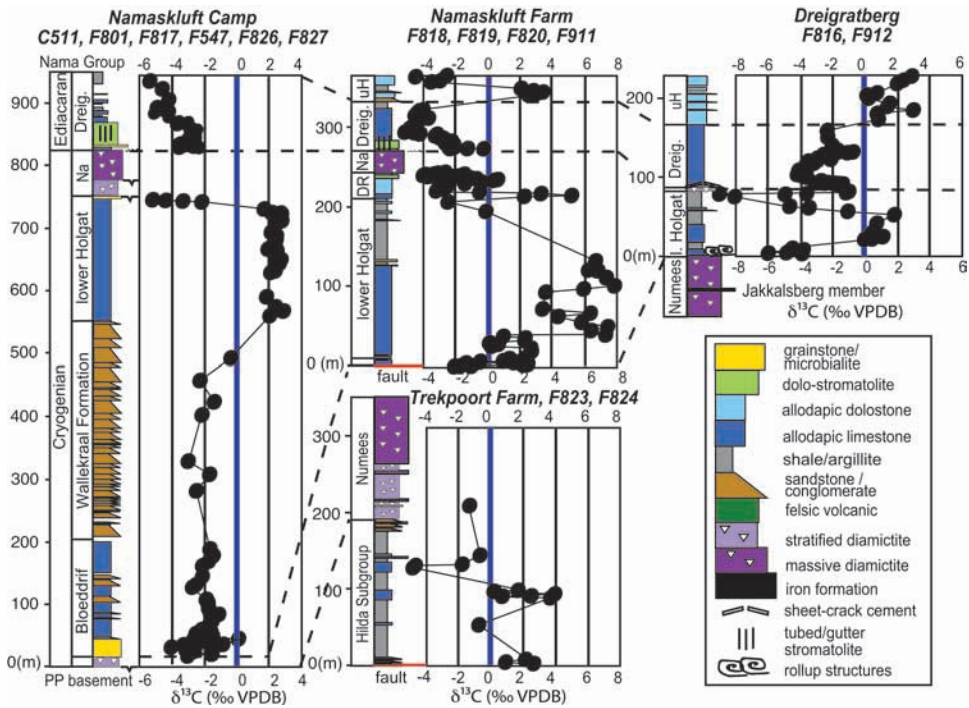 Namaskluft Camp
C511, F801, F817, F547, F826, F827
Nama Group
-6 -4 -2 0 2 4
Ediacaran
Cryogenian
Dreig.
Na
lower Holgat
Wallekraal Formation
Bloeddrif
900
800
700
600
500
400
300
200
100
0(m)
PP basement
-6 -4 -2 0 2 4
δ13C (‰ VPDB)
Namaskluft Farm
F818, F819, F820, F911
-4 -2 0 2 4 6 8
uH
Dreig.
Na
DR
lower Holgat
300
200
100
0 (m)
fault
-4 -2 0 2 4 6 8
Trekpoort Farm, F823, F824
Numees
Hilda Subgroup
300
200
100
0(m)
fault
-4 -2 0 2 4 6 8
δ13C (‰ VPDB)
Dreigratberg
F816, F912
-8 -6 -4 -2 0 2 4 6
uH
Dreig.
l. Holgat
Numees
200
100
0(m)
-8 -6 -4 -2 0 2 4 6
Jakkalsberg member
δ13C (‰ VPDB)
grainstone/
microbialite
dolo-stromatolite
allodapic dolostone
allodapic limestone
shale/argillite
sandstone /
conglomerate
felsic volcanic
stratified diamictite
massive diamictite
iron formation
sheet-crack cement
tubed/gutter
stromatolite
rollup structures